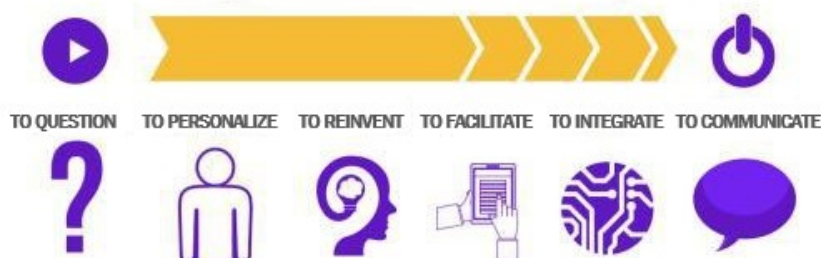 TO QUESTION TO PERSONALIZE TO REINVENT TO FACILITATE TO INTEGRATE TO COMMUNICATE